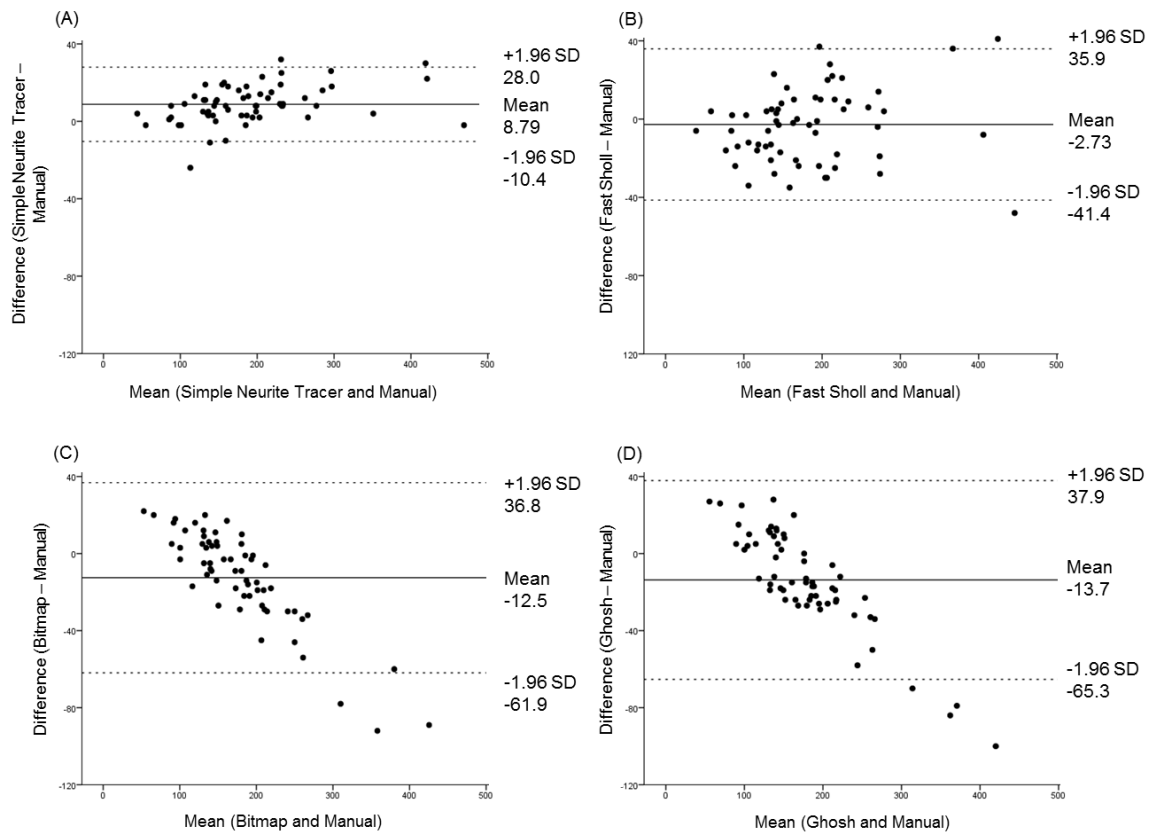 (A)
40
0
-40
-80
-120
0 100 200 300 400 500
Difference (Simple Neurite Tracer –
Manual)
Mean (Simple Neurite Tracer and Manual)
+1.96 SD
28.0
Mean
8.79
-1.96 SD
-10.4
(B)
40
0
-40
-80
-120
0 100 200 300 400 500
Difference (Fast Sholl – Manual)
Mean (Fast Sholl and Manual)
+1.96 SD
35.9
Mean
-2.73
-1.96 SD
-41.4
(C)
40
0
-40
-80
-120
0 100 200 300 400 500
Difference (Bitmap – Manual)
Mean (Bitmap and Manual)
+1.96 SD
36.8
Mean
-12.5
-1.96 SD
-61.9
(D)
40
0
-40
-80
-120
0 100 200 300 400 500
Difference (Ghosh – Manual)
Mean (Ghosh and Manual)
+1.96 SD
37.9
Mean
-13.7
-1.96 SD
-65.3